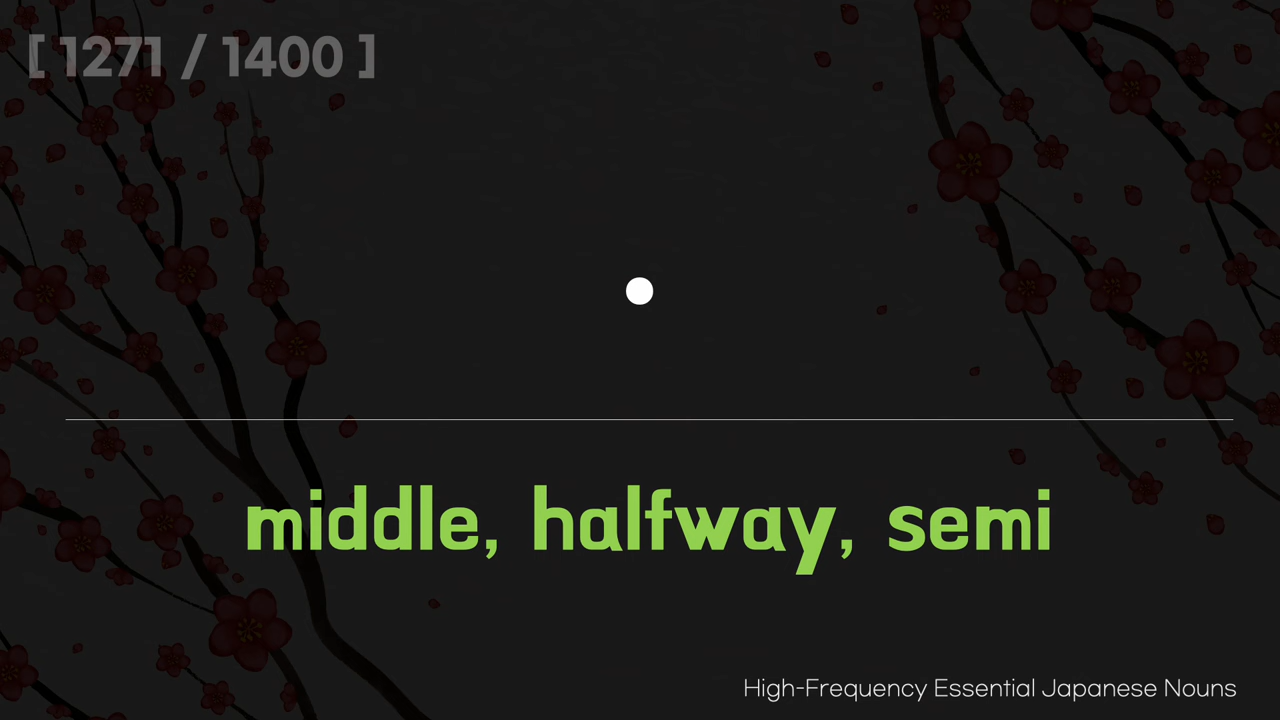 [ 1271 / 1400 ]
middle, halfway, semi
High-Frequency Essential Japanese Nouns